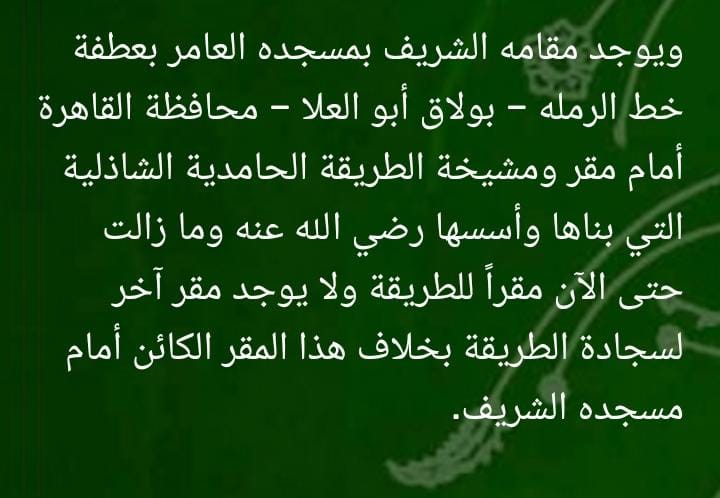 ويوجد مقامه الشريف بمسجده العامر بعطفة
خط الرمله – بولاق أبو العلا – محافظة القاهرة
أمام مقر ومشيخة الطريقة الحامدية الشاذلية
التي بناها وأسسها رضي الله عنه وما زالت
حتى الآن مقراً للطريقة ولا يوجد مقر آخر
لسجادة الطريقة بخلاف هذا المقر الكائن أمام
مسجده الشريف.